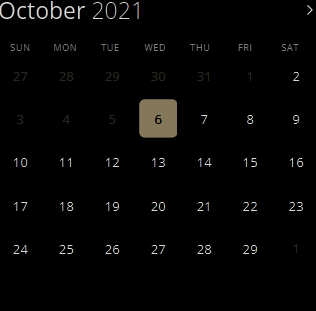 October 2021 >
SUN MON TUE WED THU FRI SAT
27 28 29 30 31 1 2
3 4 5 6 7 8 9
10 11 12 13 14 15 16
17 18 19 20 21 22 23
24 25 26 27 28 29 1